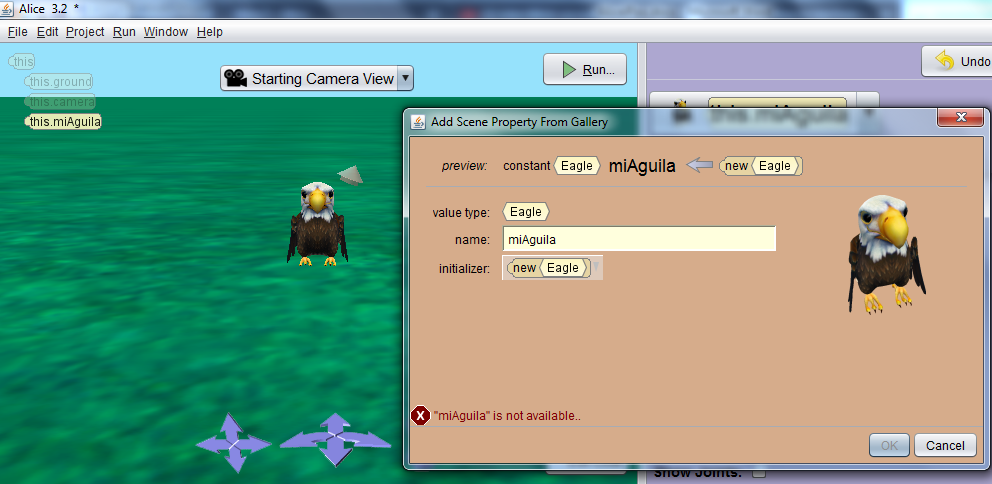 Alice 3.2 *
File Edit Project Run Window Help
this
this.ground
this.camera
this.miAguila
Starting Camera View
Run...
Undo
this.miAguila
Add Scene Property From Gallery
preview: constant Eagle miAguila new Eagle
value type: Eagle
name: miAguila
initializer: new Eagle
"miAguila" is not available..
OK Cancel
Show Joints: